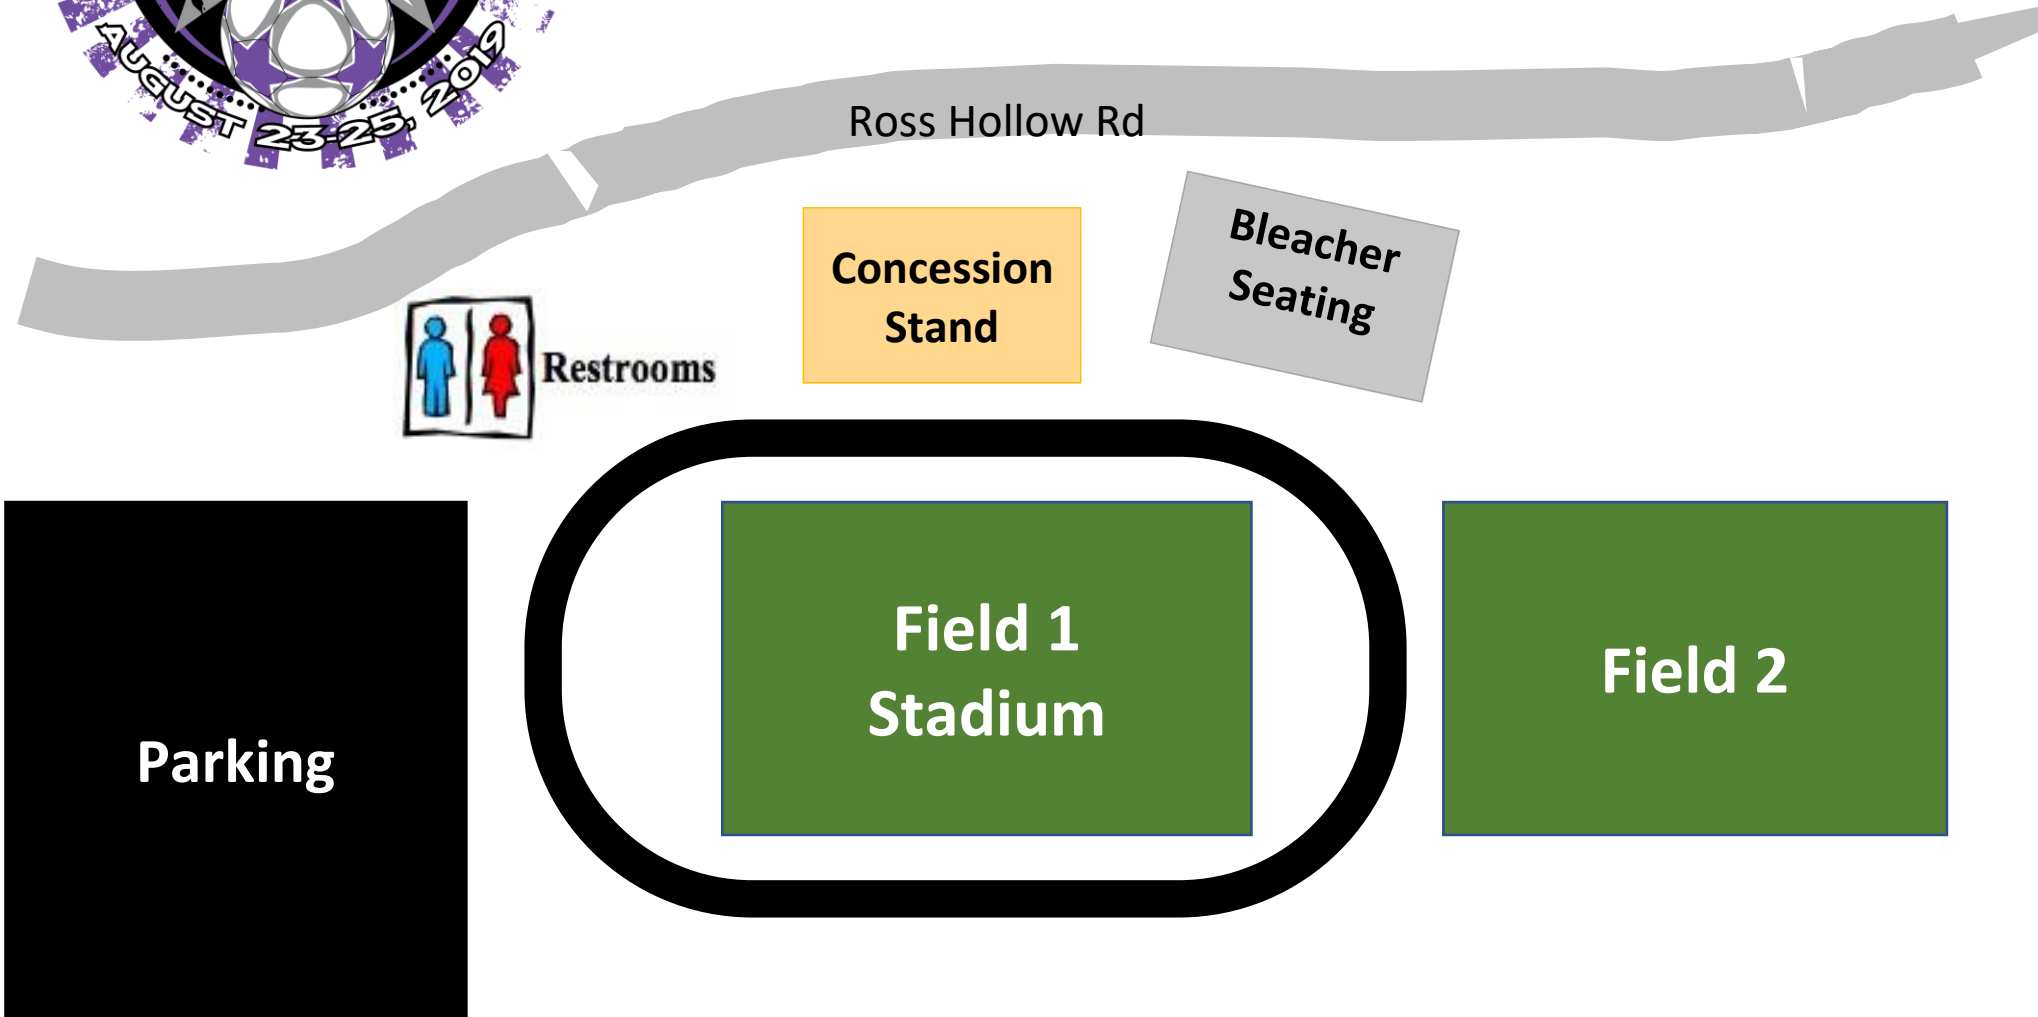 AUGUST 23-25, 2019
Ross Hollow Rd
Bleacher
Seating
Concession
Stand
Restrooms
Field 1
Stadium
Field 2
Parking